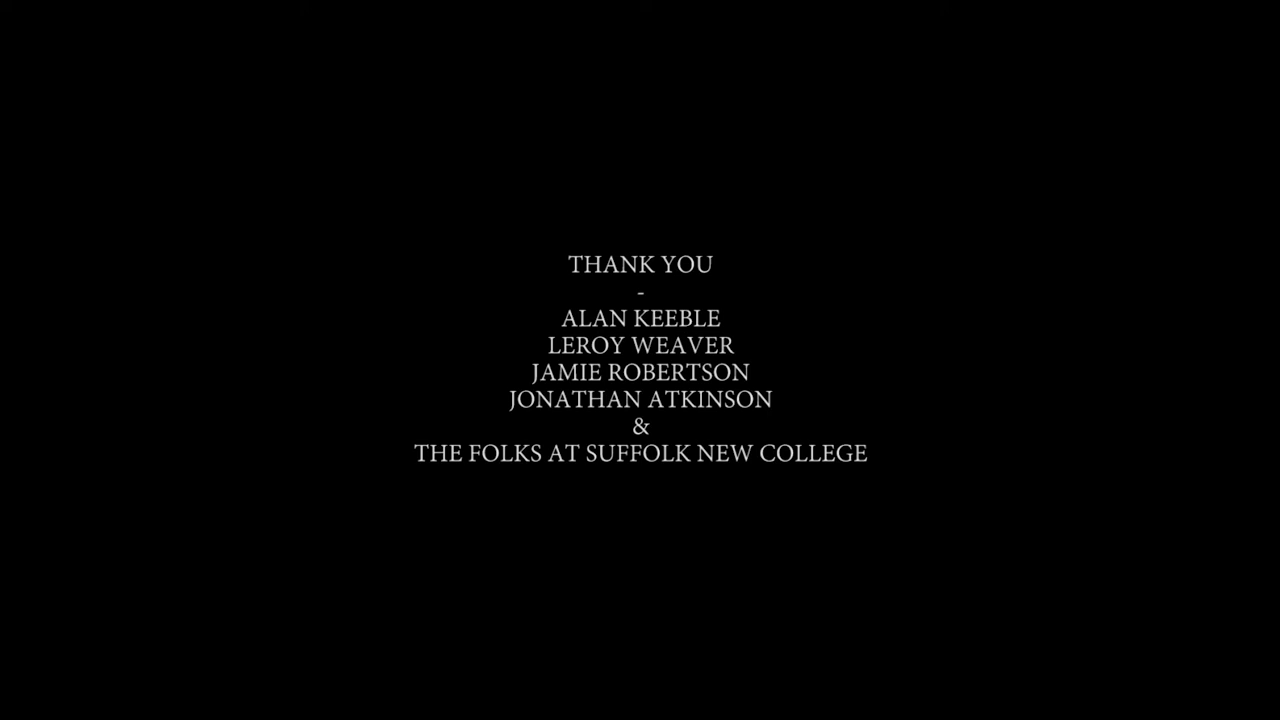 THANK YOU
-
ALAN KEEBLE
LEROY WEAVER
JAMIE ROBERTSON
JONATHAN ATKINSON
&
THE FOLKS AT SUFFOLK NEW COLLEGE